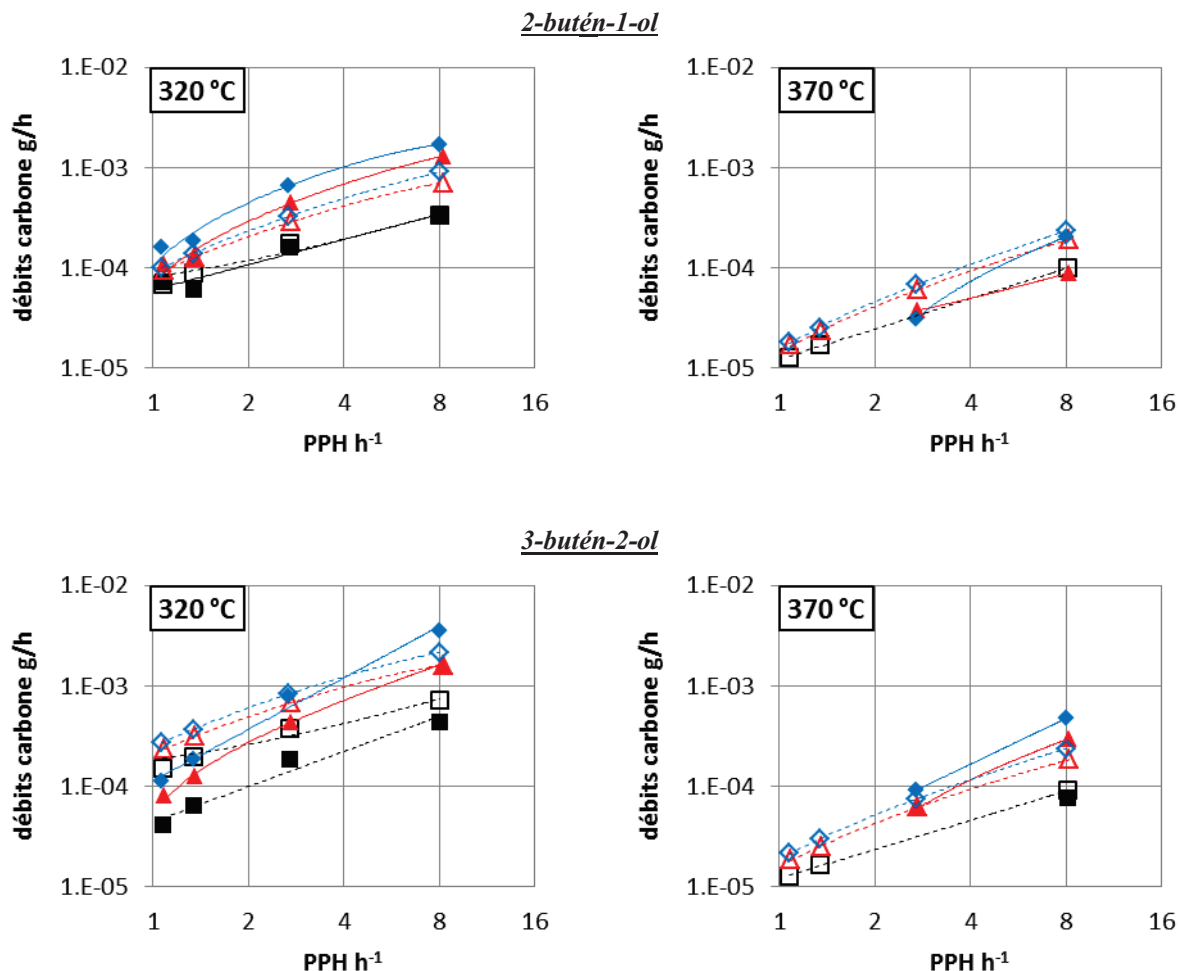 2-butén-1-ol
1.E-02
1.E-03
1.E-04
1.E-05
débits carbone g/h
320 °C
1 2 4 8 16
PPH h-1
1.E-02
1.E-03
1.E-04
1.E-05
débits carbone g/h
370 °C
1 2 4 8 16
PPH h-1
3-butén-2-ol
1.E-02
1.E-03
1.E-04
1.E-05
débits carbone g/h
320 °C
1 2 4 8 16
PPH h-1
1.E-02
1.E-03
1.E-04
1.E-05
débits carbone g/h
370 °C
1 2 4 8 16
PPH h-1